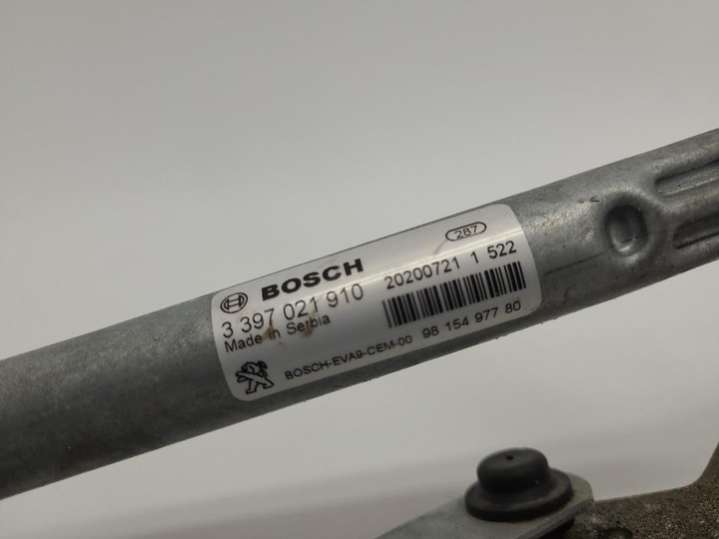 287
BOSCH 20200721 1 522
3 397 021 910
Made in Serbia
BOSCH-EVA9-CEM-00 98 154 977 80